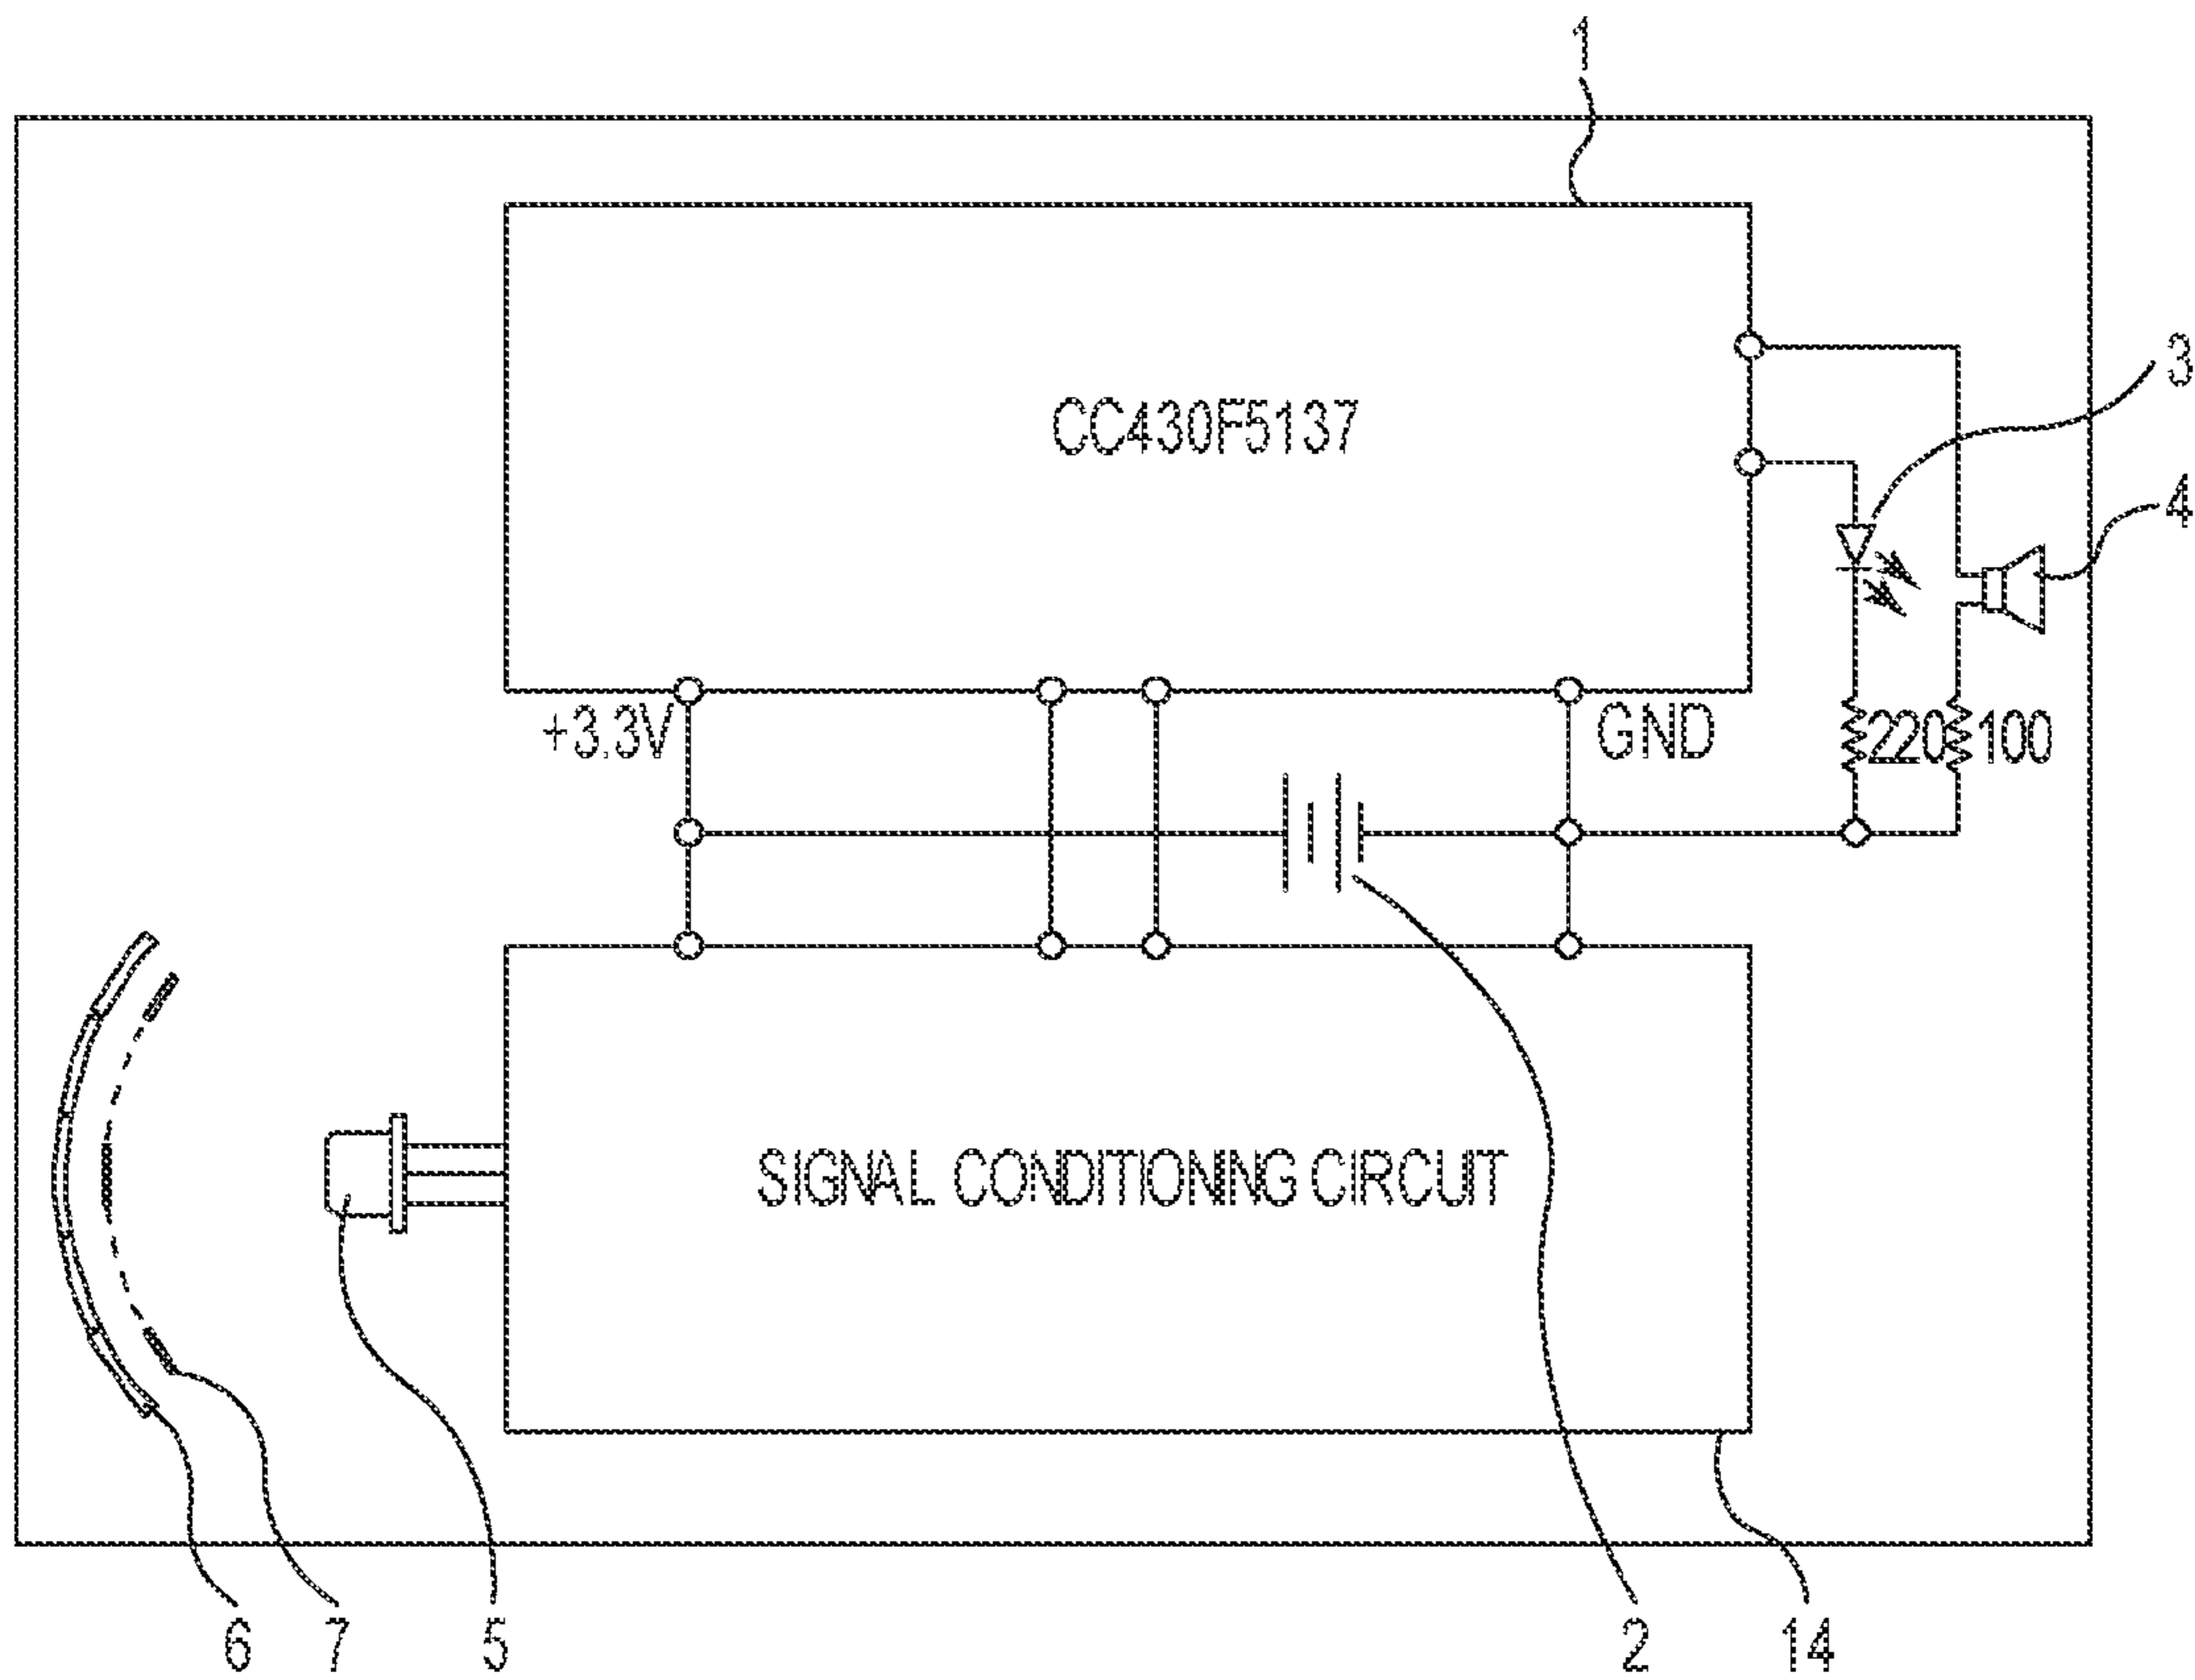 1
CC430F5137
3
4
+3.3V
GND
220
100
SIGNAL CONDITIONING CIRCUIT
6
7
5
2
14